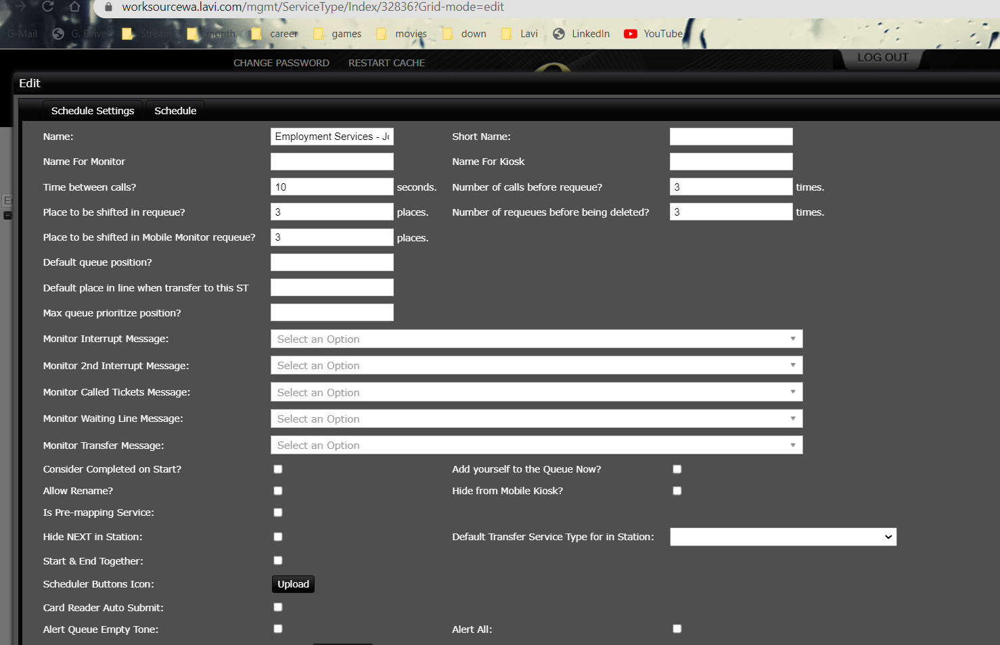 worksourcewa.lavi.com/mgmt/ServiceType/Index/32836?Grid-mode=edit
G-Mail G. Drive Stream month career games movies down Lavi LinkedIn YouTube
CHANGE PASSWORD RESTART CACHE LOG OUT
Edit
Schedule Settings Schedule
Name: Employment Services - Short Name:
Name For Monitor Name For Kiosk
Time between calls? 10 seconds. Number of calls before requeue? 3 times.
Place to be shifted in requeue? 3 places. Number of requeues before being deleted? 3 times.
Place to be shifted in Mobile Monitor requeue? 3 places.
Default queue position?
Default place in line when transfer to this ST
Max queue prioritize position?
Monitor Interrupt Message: Select an Option
Monitor 2nd Interrupt Message: Select an Option
Monitor Called Tickets Message: Select an Option
Monitor Waiting Line Message: Select an Option
Monitor Transfer Message: Select an Option
Consider Completed on Start? Add yourself to the Queue Now?
Allow Rename? Hide from Mobile Kiosk?
Is Pre-mapping Service:
Hide NEXT in Station: Default Transfer Service Type for in Station:
Start & End Together:
Scheduler Buttons Icon: Upload
Card Reader Auto Submit:
Alert Queue Empty Tone: Alert All: